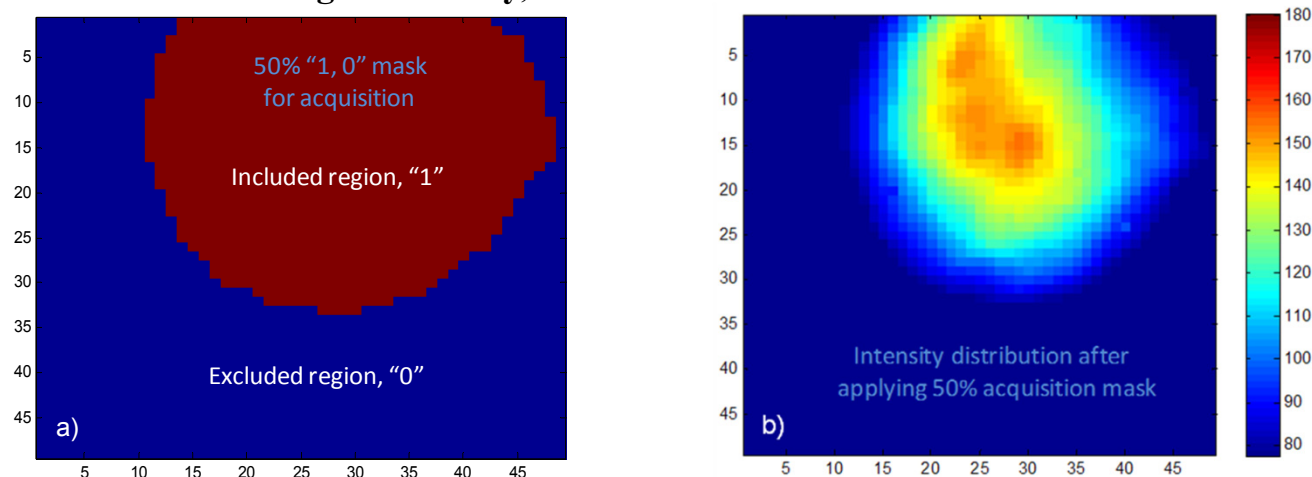 50% “1, 0” mask
for acquisition
Included region, “1”
Excluded region, “0”
a)
5
10
15
20
25
30
35
40
45
5 10 15 20 25 30 35 40 45
Intensity distribution after
applying 50% acquisition mask
b)
5
10
15
20
25
30
35
40
45
5 10 15 20 25 30 35 40 45
180
170
160
150
140
130
120
110
100
90
80